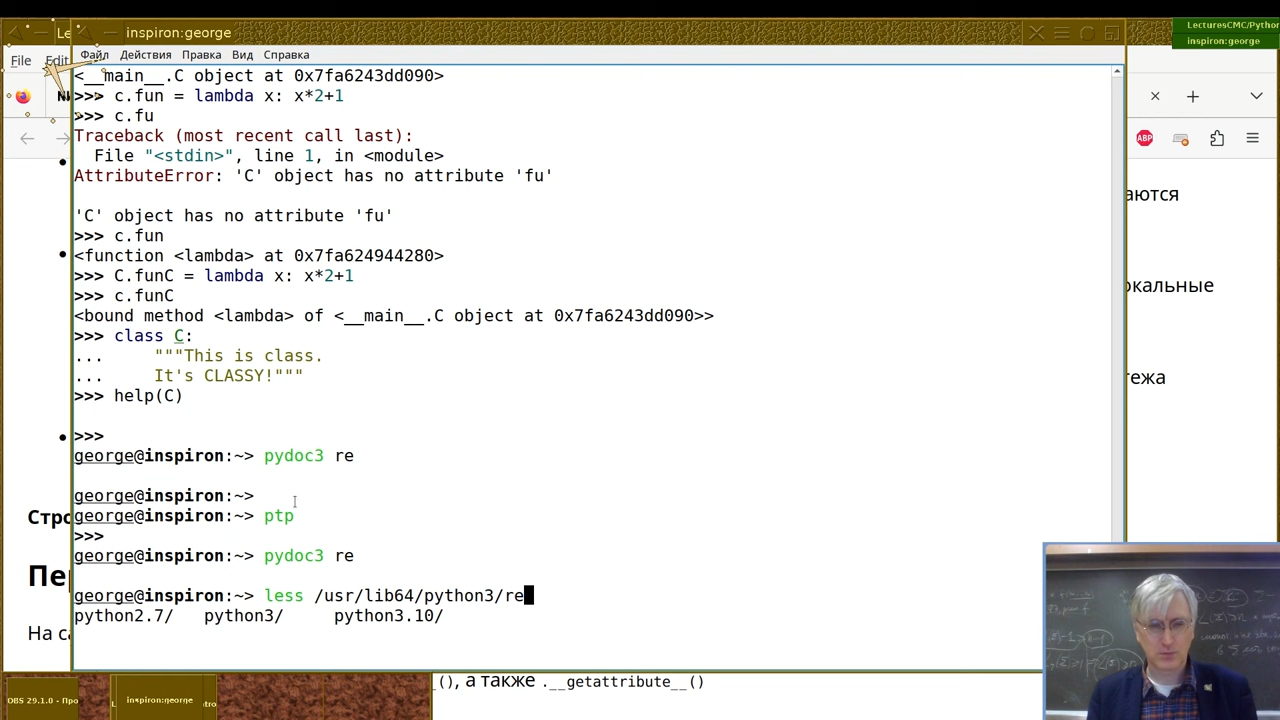 LecturesCMC/Pytho
inspiron:george
inspiron:george
File Edit
Файл Действия Правка Вид Справка
<__main__.C object at 0x7fa6243dd090>
>>> c.fun = lambda x: x*2+1
>>> c.fu
Traceback (most recent call last):
File "<stdin>", line 1, in <module>
AttributeError: 'C' object has no attribute 'fu'
'C' object has no attribute 'fu'
>>> c.fun
<function <lambda> at 0x7fa624944280>
>>> C.funC = lambda x: x*2+1
>>> c.funC
<bound method <lambda> of <__main__.C object at 0x7fa6243dd090>>
>>> class C:
...     """This is class.
...     It's CLASSY!"""
>>> help(C)
>>>
george@inspiron:~> pydoc3 re
george@inspiron:~>
george@inspiron:~> ptp
>>>
george@inspiron:~> pydoc3 re
george@inspiron:~> less /usr/lib64/python3/re
python2.7/ python3/ python3.10/
ABP
аются
окальные
тежа
Стро
Пе
На са
(), а также .__getattribute__()
OBS 29.1.0 - Про
inspiron:george